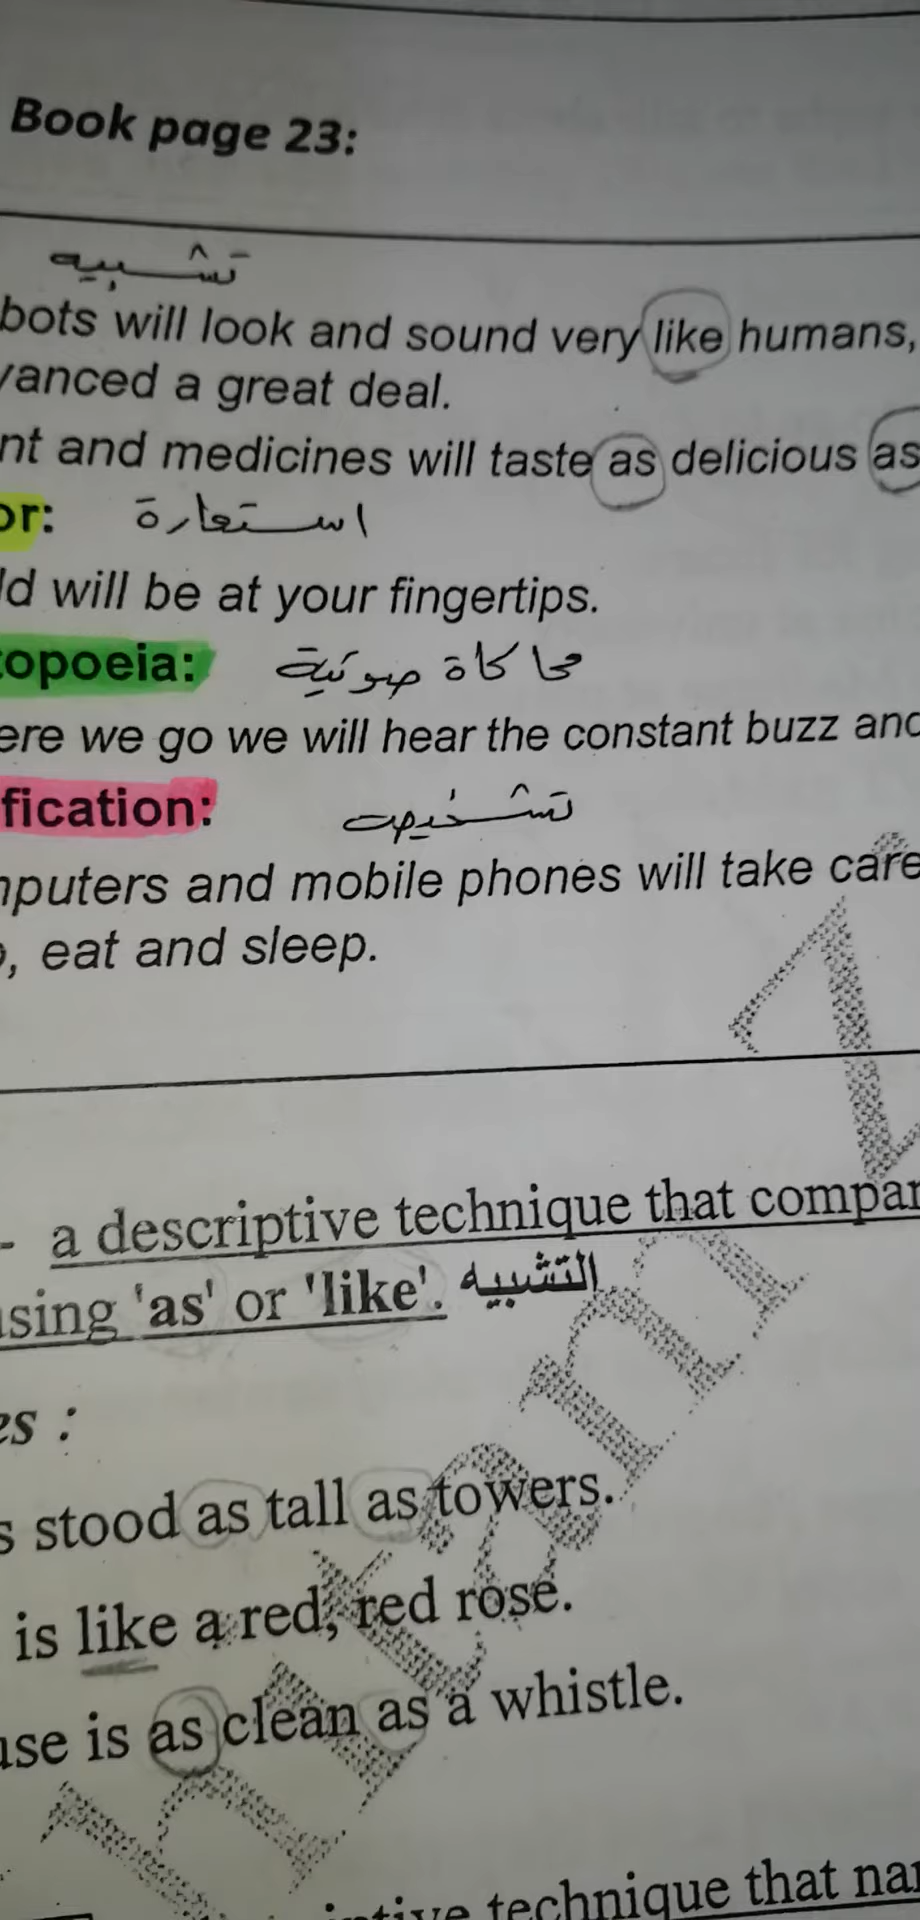 Book page 23:
تشبيه
bots will look and sound very like humans,
vanced a great deal.
nt and medicines will taste as delicious as
or: استعارة
ld will be at your fingertips.
opoeia: محاكاة صوتية
ere we go we will hear the constant buzz and
fication: تشخيص
puters and mobile phones will take care
, eat and sleep.
- a descriptive technique that compar
using 'as' or 'like'. التشبيه
es :
s stood as tall as towers.
is like a red, red rose.
use is as clean as a whistle.
technique that nam